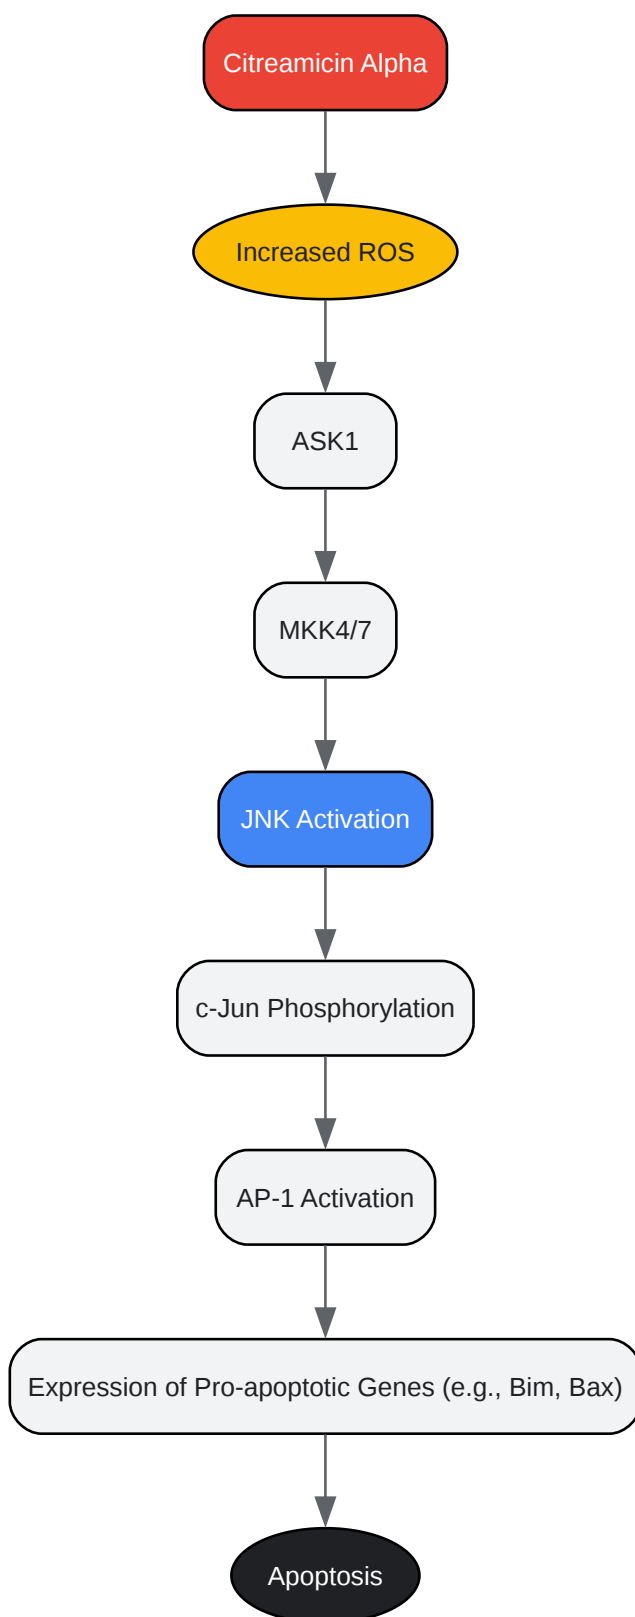 Citreamicin Alpha
Increased ROS
ASK1
MKK4/7
JNK Activation
c-Jun Phosphorylation
AP-1 Activation
Expression of Pro-apoptotic Genes (e.g., Bim, Bax)
Apoptosis